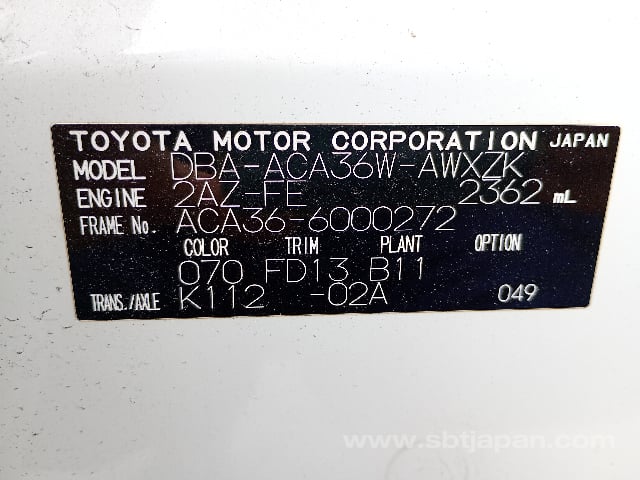 TOYOTA MOTOR CORPORATION JAPAN
MODEL DBA-ACA36W-AWXZK
ENGINE 2AZ-FE 2362 mL
FRAME No. ACA36-6000272
COLOR TRIM PLANT OPTION
070 FD13 B11
TRANS./AXLE K112 -02A 049
www.sbtjapan.com